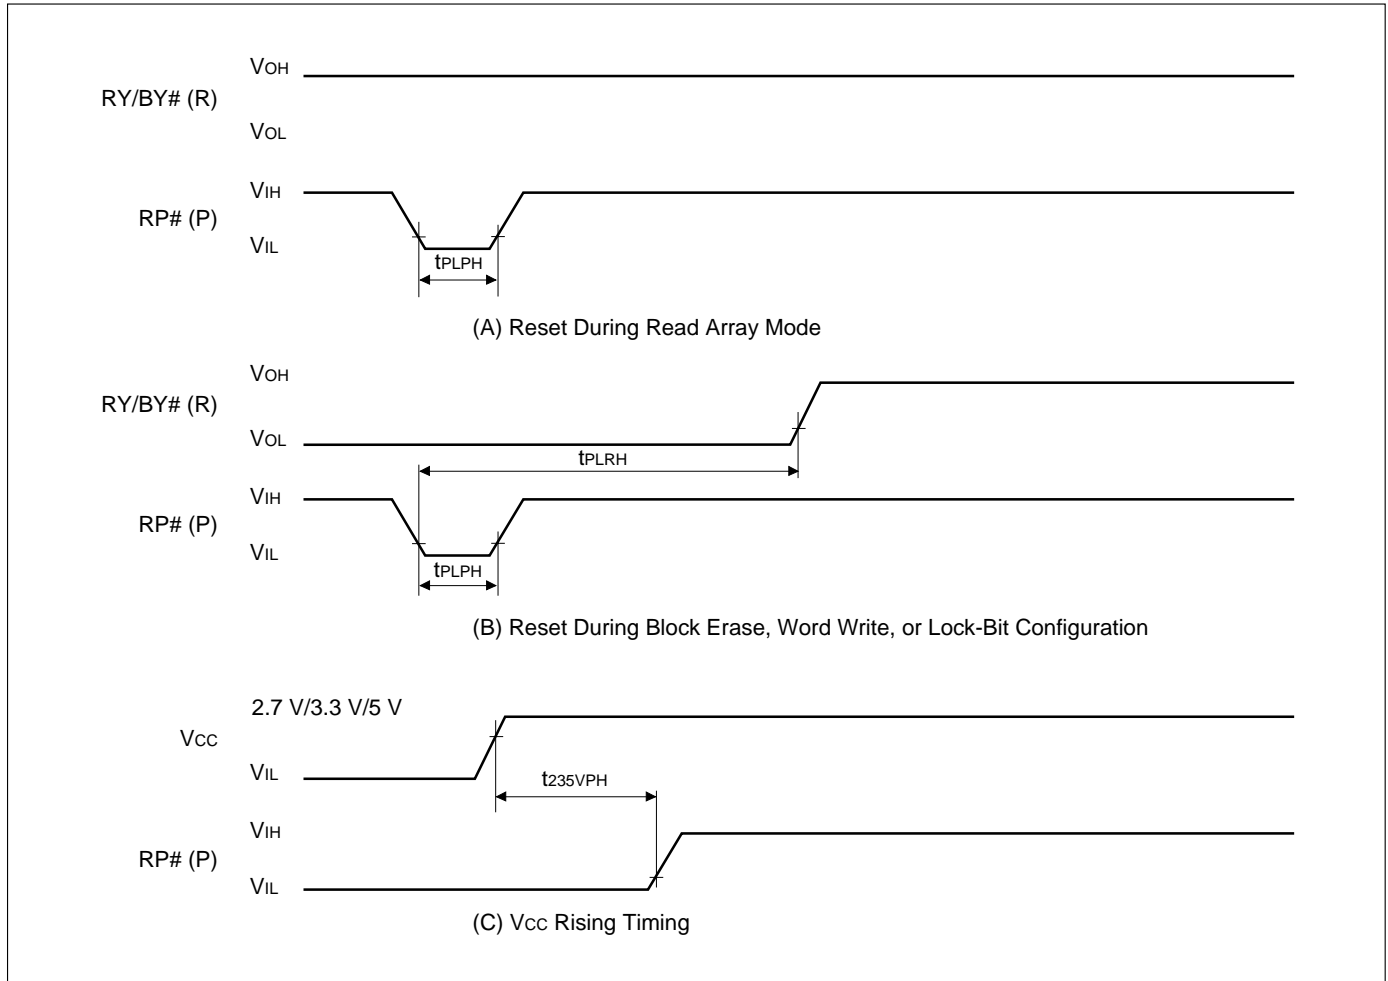 VOH
RY/BY# (R)
VOL
VIH
RP# (P)
VIL
tPLPH
(A) Reset During Read Array Mode
VOH
RY/BY# (R)
VOL
tPLRH
VIH
RP# (P)
VIL
tPLPH
(B) Reset During Block Erase, Word Write, or Lock-Bit Configuration
2.7 V/3.3 V/5 V
VCC
VIL
t235VPH
VIH
RP# (P)
VIL
(C) VCC Rising Timing